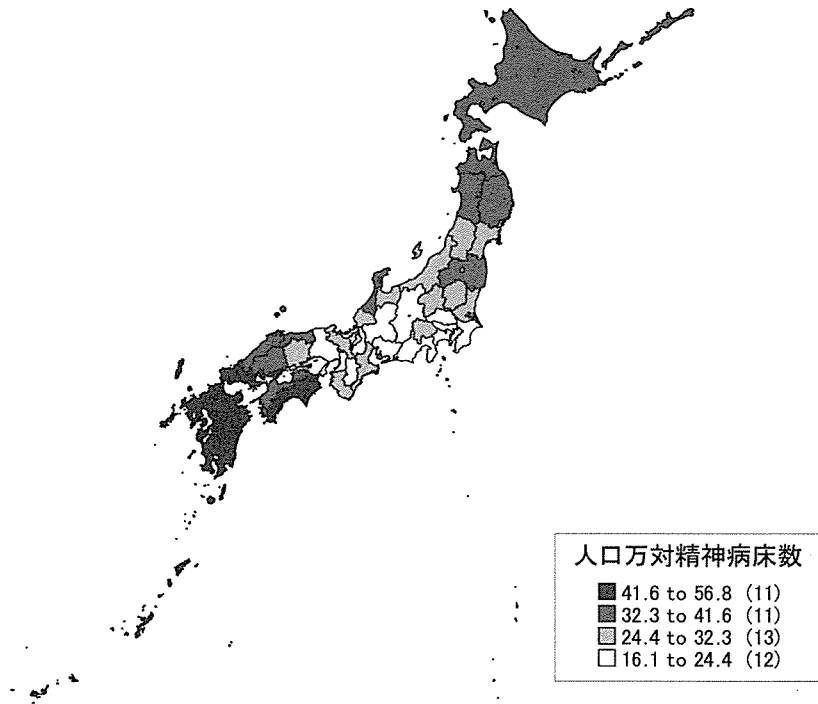 人口万対精神病床数
41.6 to 56.8 (11)
32.3 to 41.6 (11)
24.4 to 32.3 (13)
16.1 to 24.4 (12)